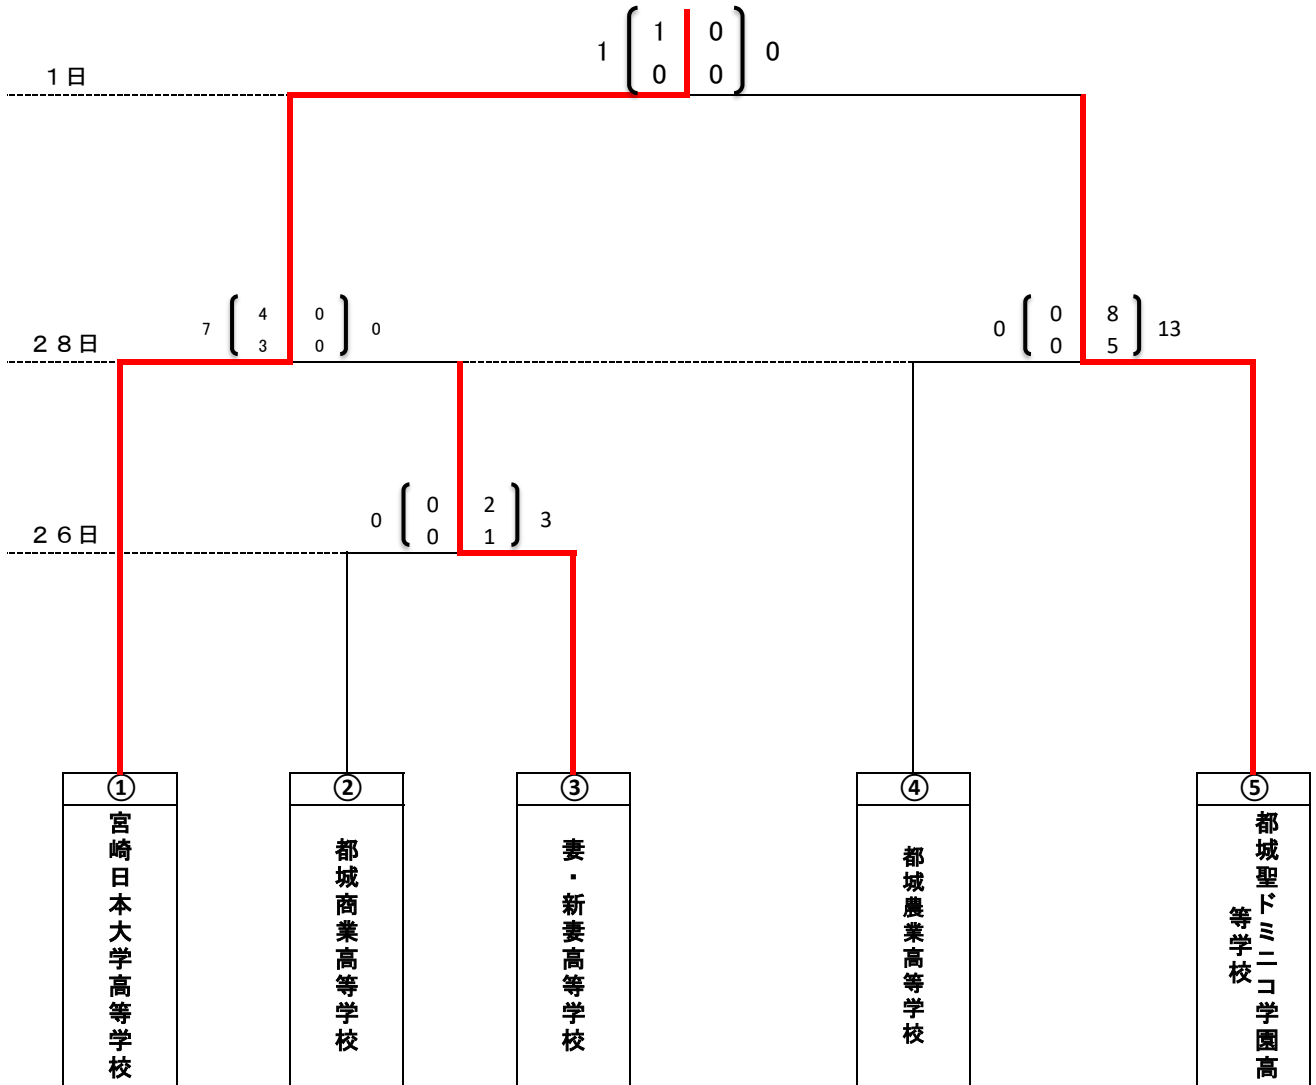 1 1 0 0
0 0
１日
7 4 0 0
3 0
0 0 8 13
0 5
２８日
0 0 2 3
0 1
２６日
① ② ③ ④ ⑤
宮崎日本大学高等学校
都城商業高等学校
妻・新妻高等学校
都城農業高等学校
都城聖ドミニコ学園高
等学校